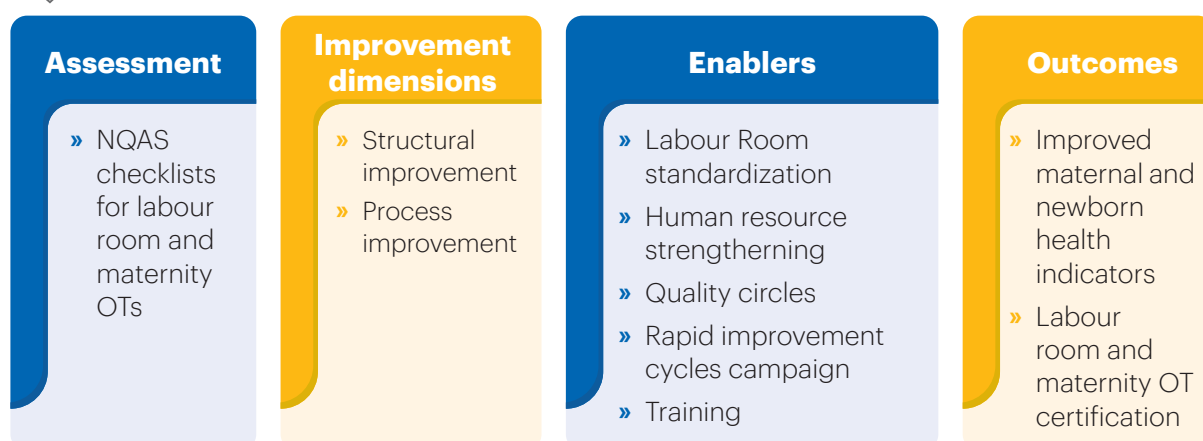 Assessment
» NQAS
checklists
for labour
room and
maternity
OTs
Improvement
dimensions
» Structural
improvement
» Process
improvement
Enablers
» Labour Room
standardization
» Human resource
strengtherning
» Quality circles
» Rapid improvement
cycles campaign
» Training
Outcomes
» Improved
maternal and
newborn
health
indicators
» Labour
room and
maternity OT
certification